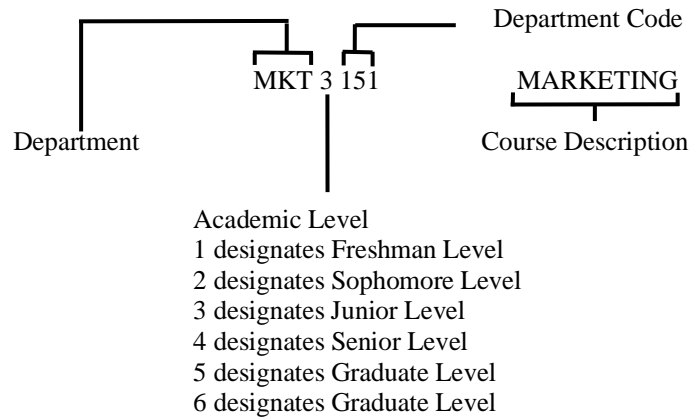 Department Code
MKT 3 151 MARKETING
Department Course Description
Academic Level
1 designates Freshman Level
2 designates Sophomore Level
3 designates Junior Level
4 designates Senior Level
5 designates Graduate Level
6 designates Graduate Level